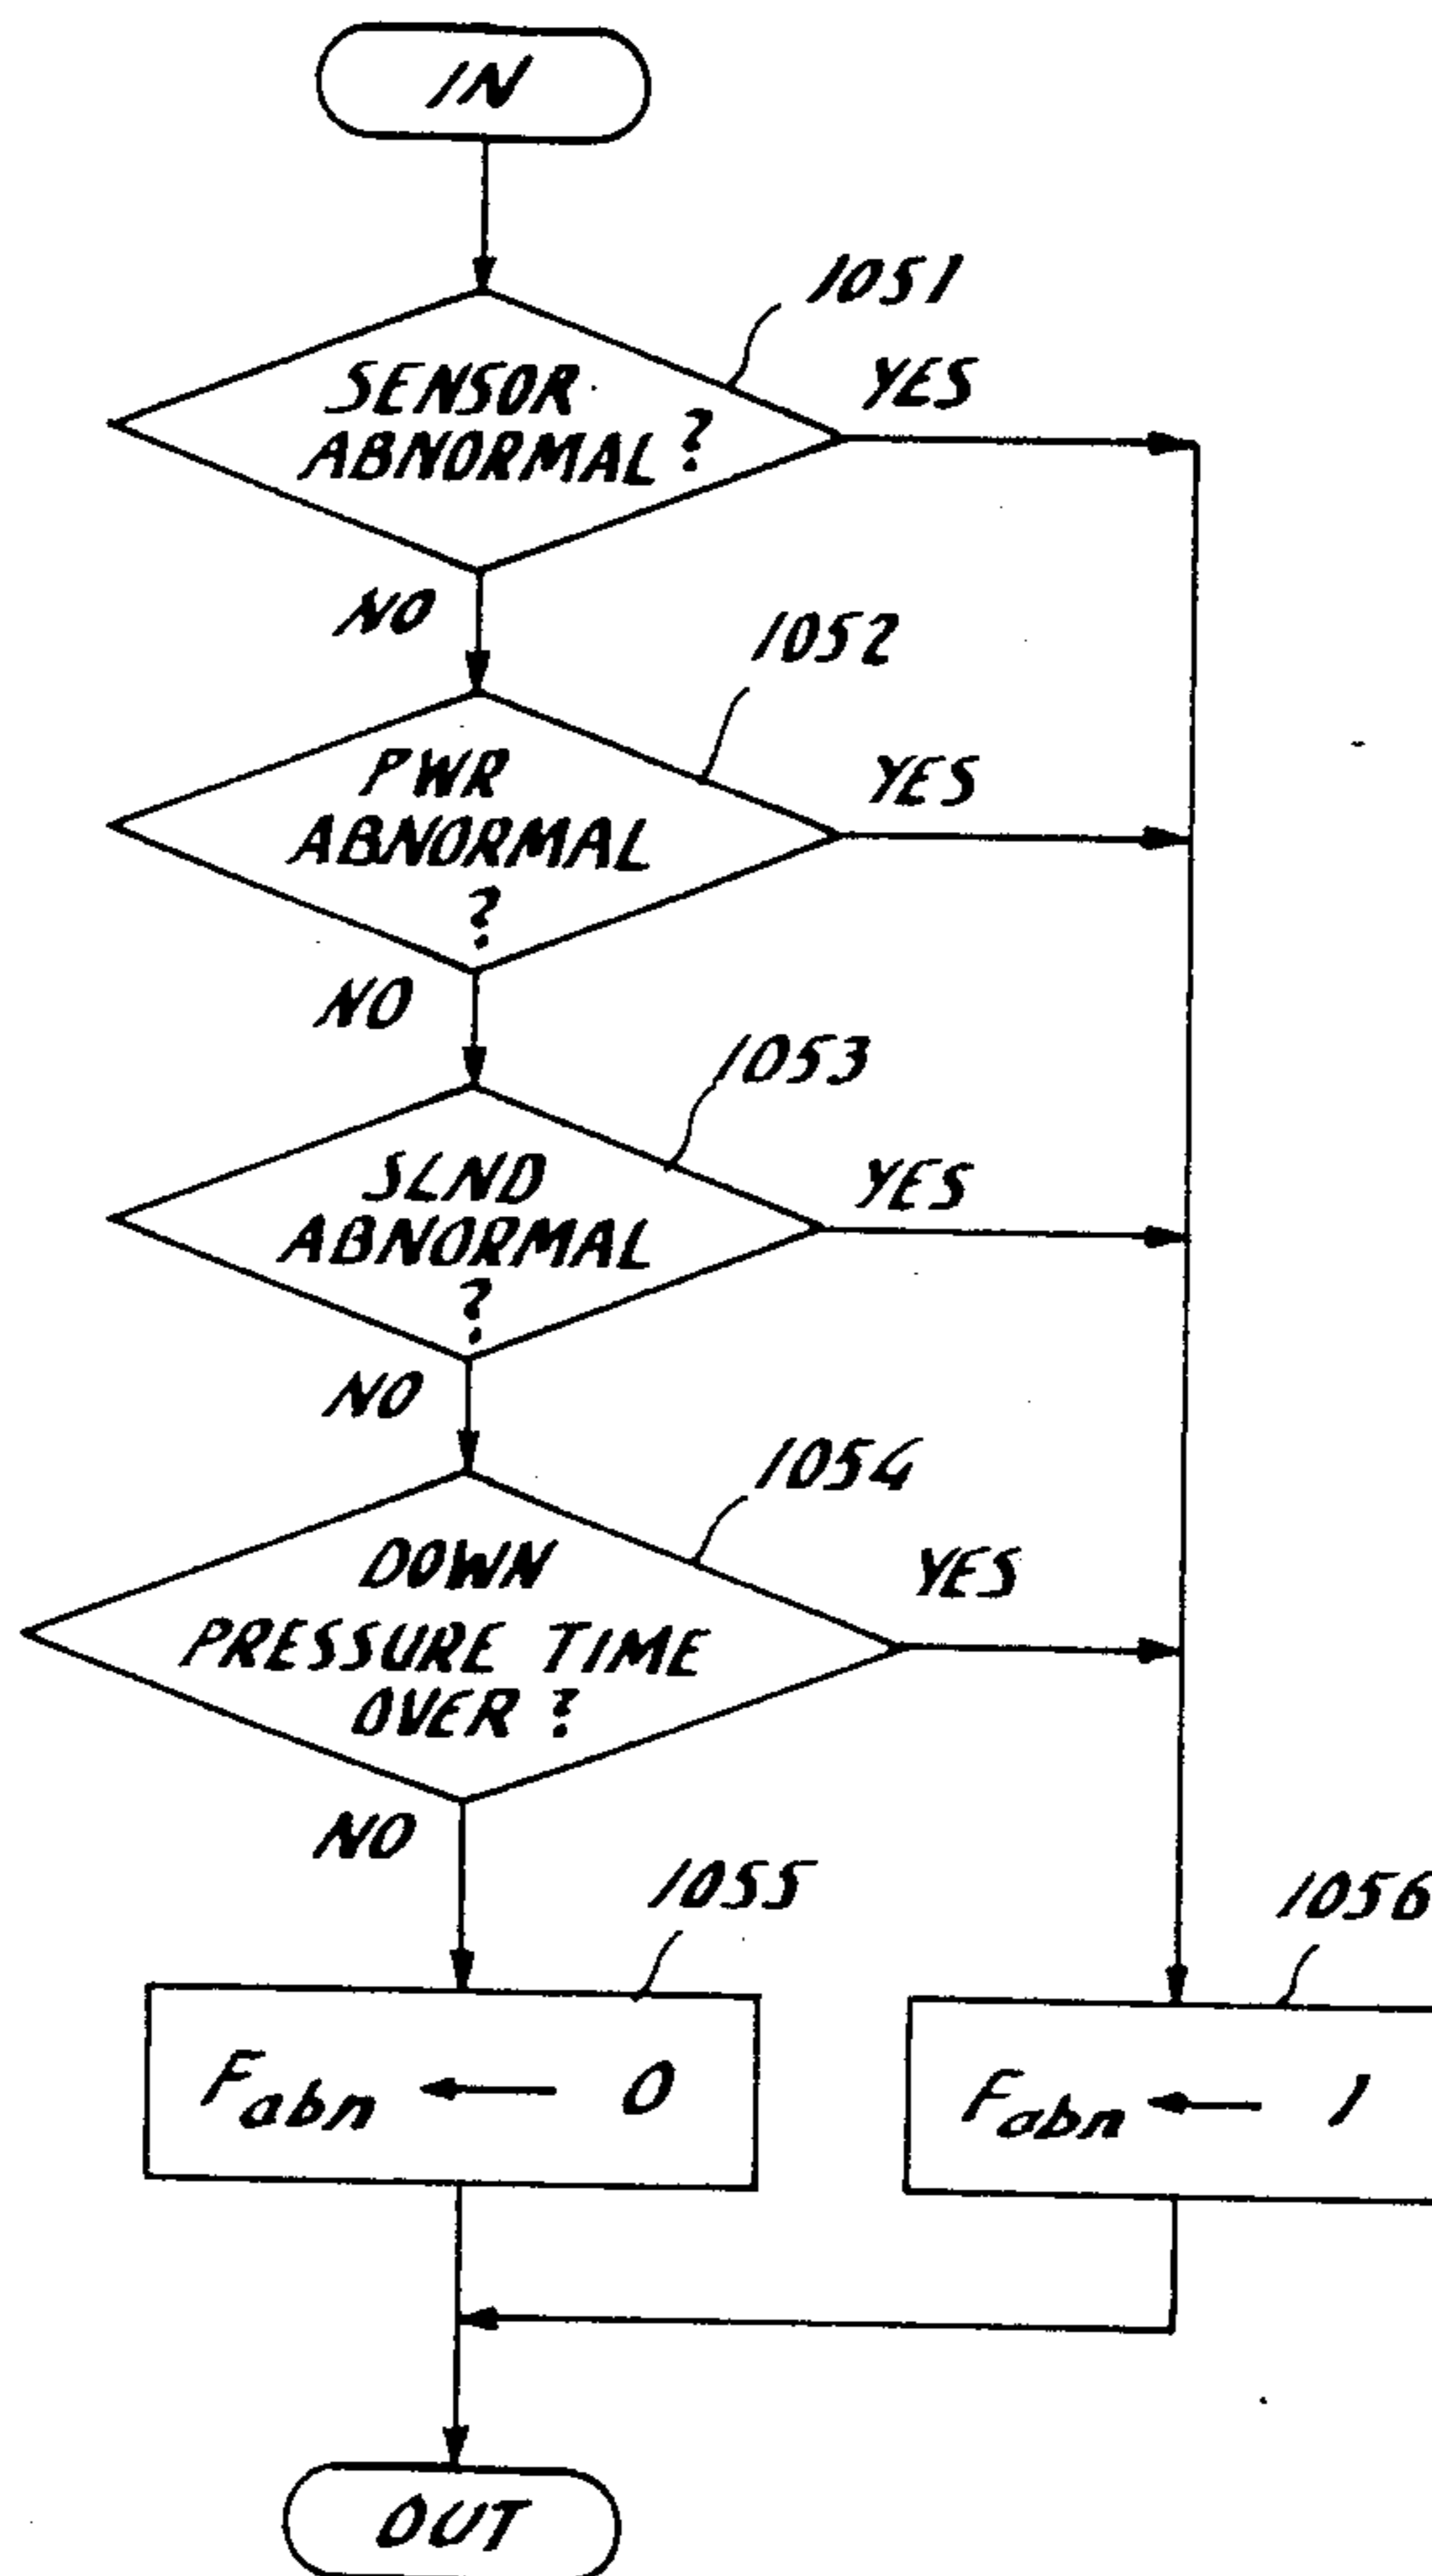 IN
1051
SENSOR
ABNORMAL ?
YES
NO
1052
PWR
ABNORMAL
?
YES
NO
1053
SLND
ABNORMAL
?
YES
NO
1054
DOWN
PRESSURE TIME
OVER ?
YES
NO
1055
1056
Fabn ← 0
Fabn ← 1
OUT